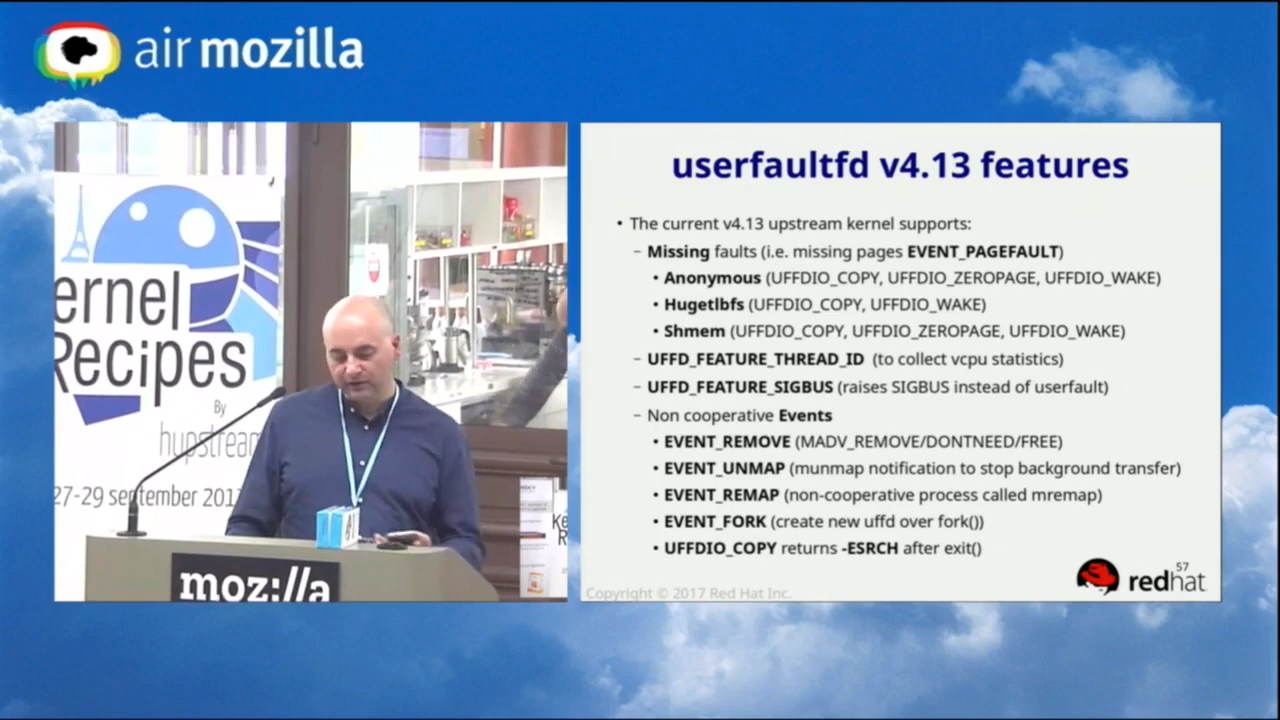 air mozilla
ernel
Recipes
By
hupstream
27-29 september 201
moz://a
userfaultfd v4.13 features
• The current v4.13 upstream kernel supports:
– Missing faults (i.e. missing pages EVENT_PAGEFAULT)
• Anonymous (UFFDIO_COPY, UFFDIO_ZEROPAGE, UFFDIO_WAKE)
• Hugetlbfs (UFFDIO_COPY, UFFDIO_WAKE)
• Shmem (UFFDIO_COPY, UFFDIO_ZEROPAGE, UFFDIO_WAKE)
– UFFD_FEATURE_THREAD_ID (to collect vcpu statistics)
– UFFD_FEATURE_SIGBUS (raises SIGBUS instead of userfault)
– Non cooperative Events
• EVENT_REMOVE (MADV_REMOVE/DONTNEED/FREE)
• EVENT_UNMAP (munmap notification to stop background transfer)
• EVENT_REMAP (non-cooperative process called mremap)
• EVENT_FORK (create new uffd over fork())
• UFFDIO_COPY returns -ESRCH after exit()
57
redhat
Copyright © 2017 Red Hat Inc.